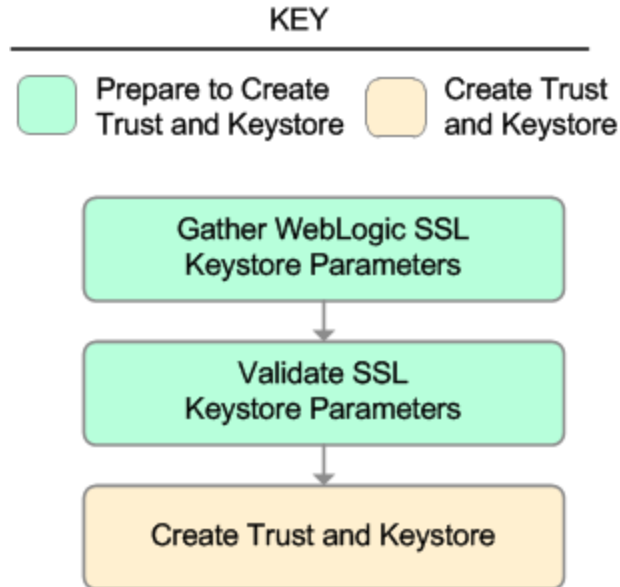 KEY
Prepare to Create
Trust and Keystore
Create Trust
and Keystore
Gather WebLogic SSL
Keystore Parameters
Validate SSL
Keystore Parameters
Create Trust and Keystore